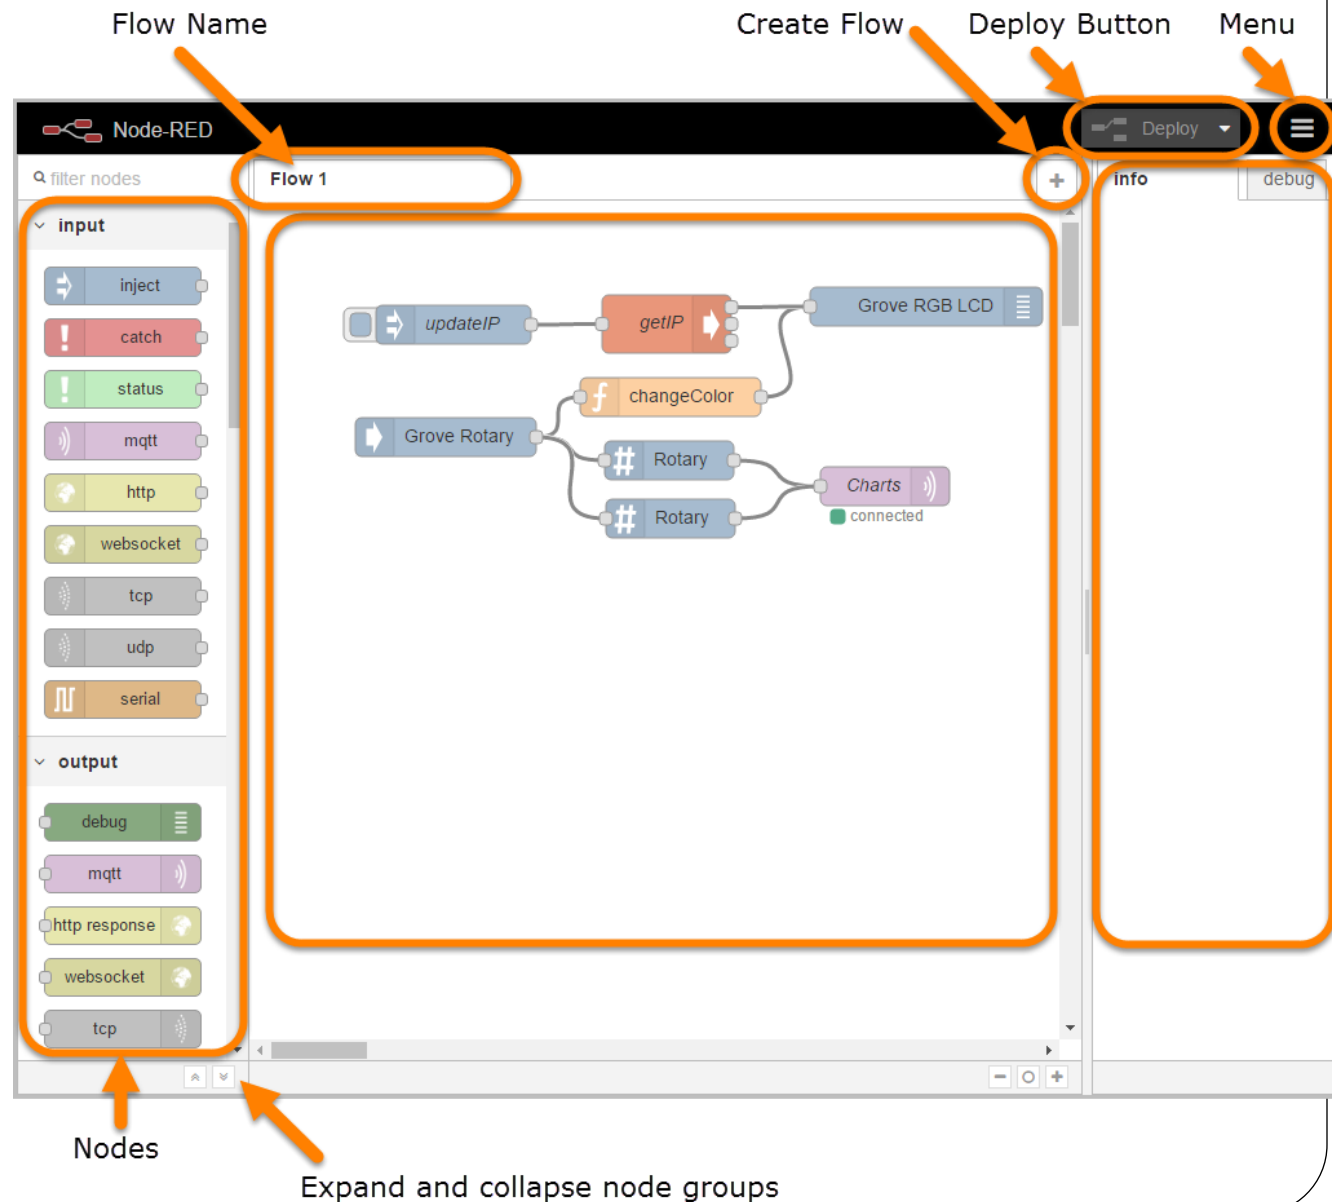 Flow Name
Create Flow
Deploy Button
Menu
Node-RED
Deploy
filter nodes
Flow 1
info
debug
input
inject
catch
status
mqtt
http
websocket
tcp
udp
serial
output
debug
mqtt
http response
websocket
tcp
updateIP
getIP
Grove RGB LCD
changeColor
Grove Rotary
Rotary
Rotary
Charts
connected
Nodes
Expand and collapse node groups